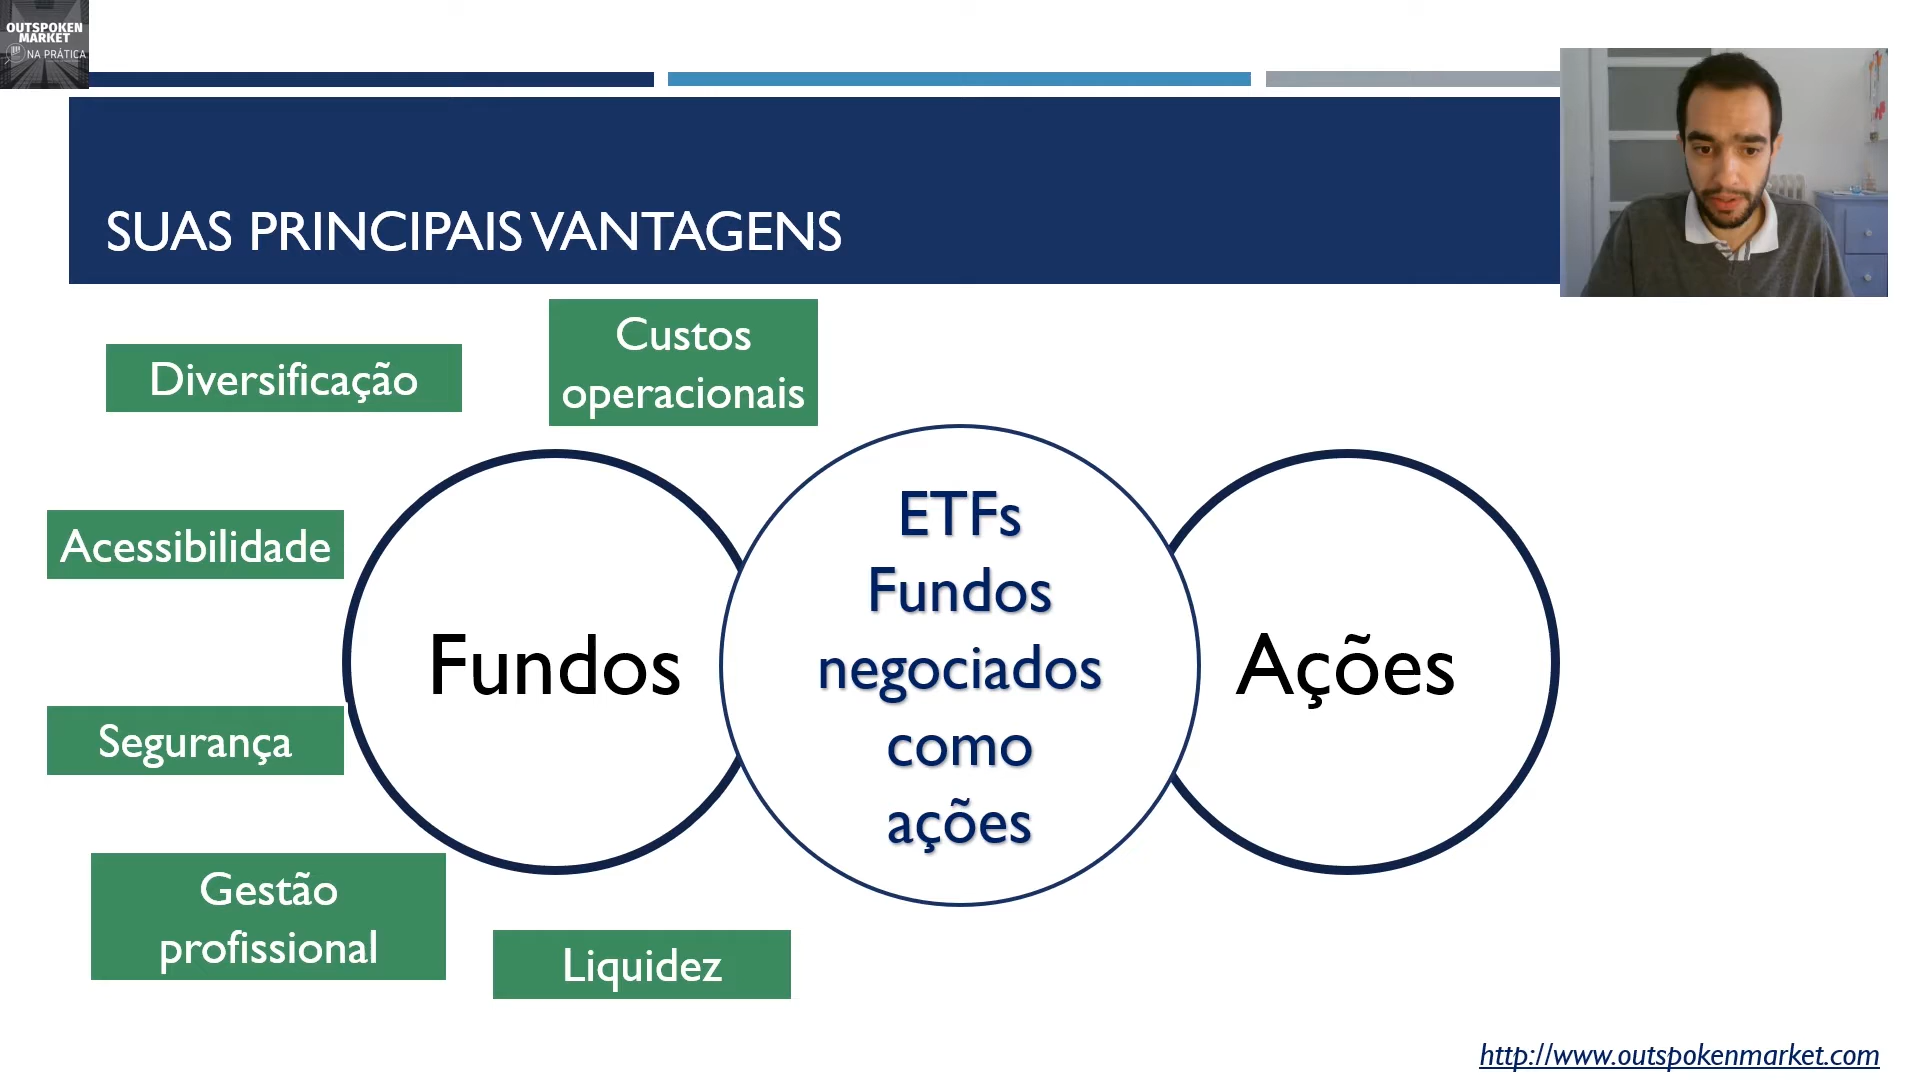 OUTSPOKEN
MARKET
NA PRÁTICA
SUAS PRINCIPAIS VANTAGENS
Custos
operacionais
Diversificação
Acessibilidade
Segurança
Gestão
profissional
Liquidez
Fundos
ETFs
Fundos
negociados
como
ações
Ações
http://www.outspokenmarket.com